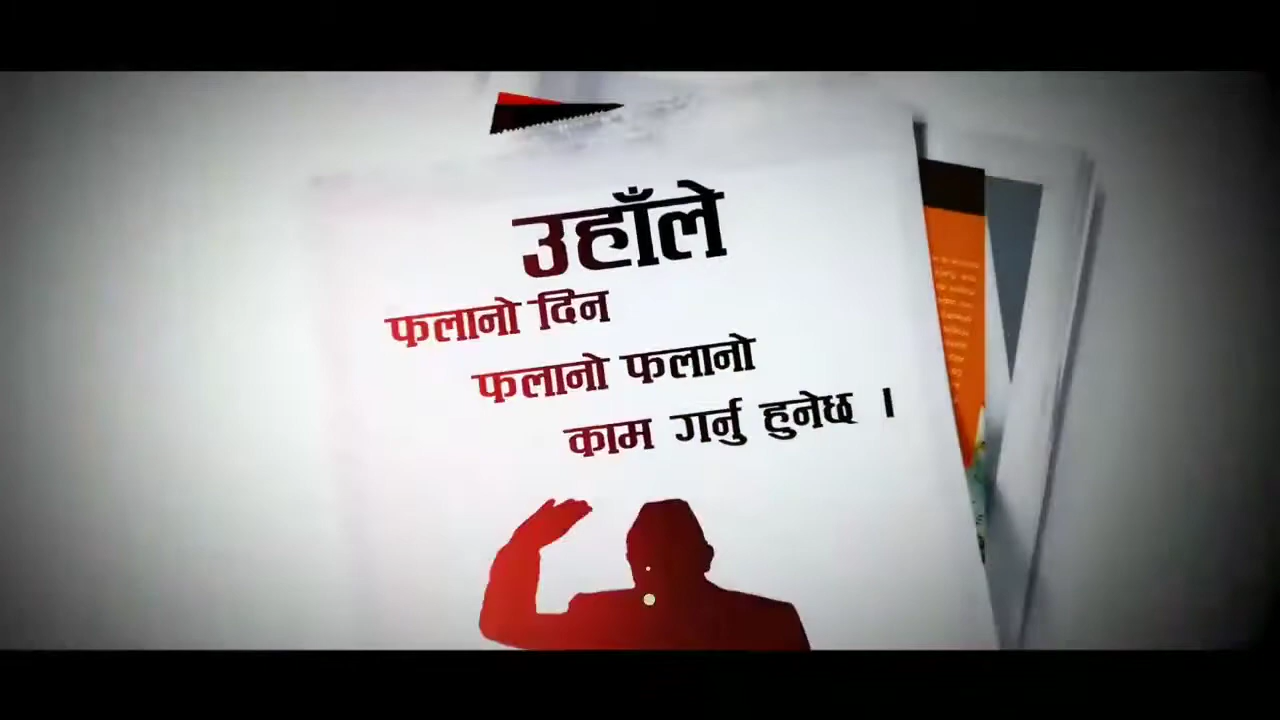 उहाँले
फलानो दिन
फलानो फलानो
काम गर्नु हुनेछ ।